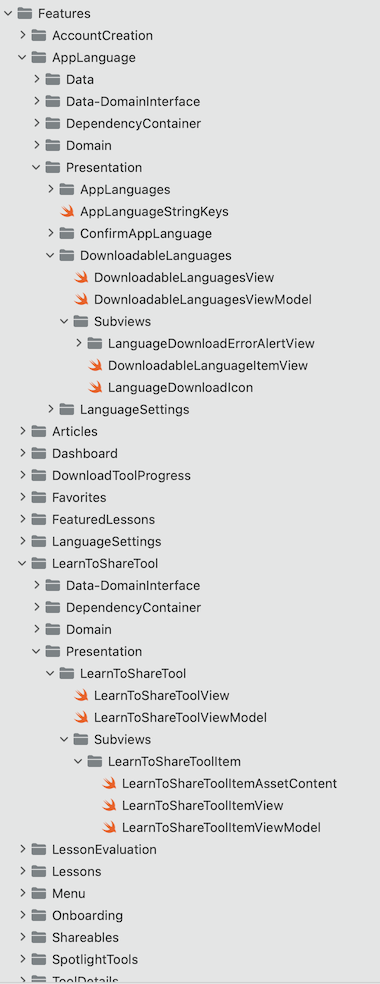 Features
AccountCreation
AppLanguage
Data
Data-DomainInterface
DependencyContainer
Domain
Presentation
AppLanguages
AppLanguageStringKeys
ConfirmAppLanguage
DownloadableLanguages
DownloadableLanguagesView
DownloadableLanguagesViewModel
Subviews
LanguageDownloadErrorAlertView
DownloadableLanguageItemView
LanguageDownloadIcon
LanguageSettings
Articles
Dashboard
DownloadToolProgress
Favorites
FeaturedLessons
LanguageSettings
LearnToShareTool
Data-DomainInterface
DependencyContainer
Domain
Presentation
LearnToShareTool
LearnToShareToolView
LearnToShareToolViewModel
Subviews
LearnToShareToolItem
LearnToShareToolItemAssetContent
LearnToShareToolItemView
LearnToShareToolItemViewModel
LessonEvaluation
Lessons
Menu
Onboarding
Shareables
SpotlightTools
ToolDetails